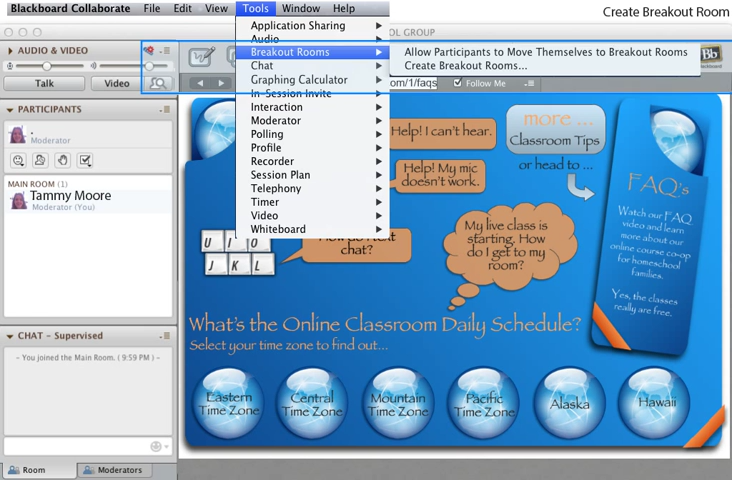 Blackboard Collaborate File Edit View Tools Window Help
Create Breakout Room
Application Sharing
Audio
Breakout Rooms
Chat
Graphing Calculator
In-Session Invite
Interaction
Moderator
Polling
Profile
Recorder
Session Plan
Telephony
Timer
Video
Whiteboard
Allow Participants to Move Themselves to Breakout Rooms
Create Breakout Rooms...
OL GROUP
om/1/faqs
Follow Me
Bb
AUDIO & VIDEO
Talk
Video
PARTICIPANTS
-
Moderator
MAIN ROOM (1)
Tammy Moore
Moderator (You)
CHAT - Supervised
- You joined the Main Room. ( 9:59 PM ) -
Room
Moderators
Help! I can't hear.
Help! My mic
doesn't work.
more ...
Classroom Tips
or head to ...
U I O
J K L
chat?
My live class is
starting. How
do I get to my
room?
FAQ's
Watch our FAQ
video and learn
more about our
online course co-op
for homeschool
families.
Yes, the classes
really are free.
What's the Online Classroom Daily Schedule?
Select your time zone to find out...
Eastern
Time Zone
Central
Time Zone
Mountain
Time Zone
Pacific
Time Zone
Alaska
Hawaii